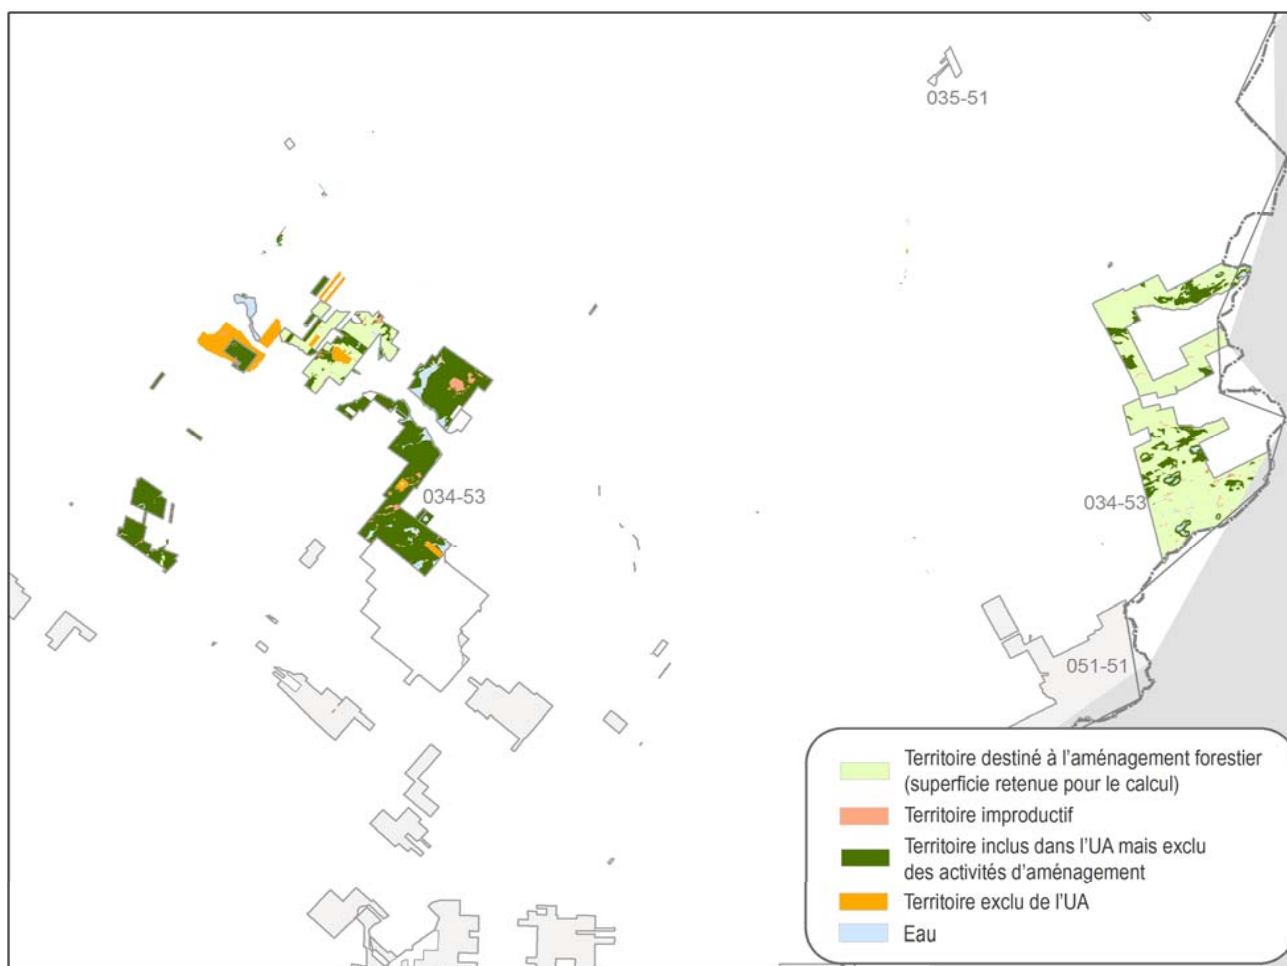 035-51
034-53
034-53
051-51
Territoire destiné à l'aménagement forestier
(superficie retenue pour le calcul)
Territoire improductif
Territoire inclus dans l'UA mais exclu
des activités d'aménagement
Territoire exclu de l'UA
Eau